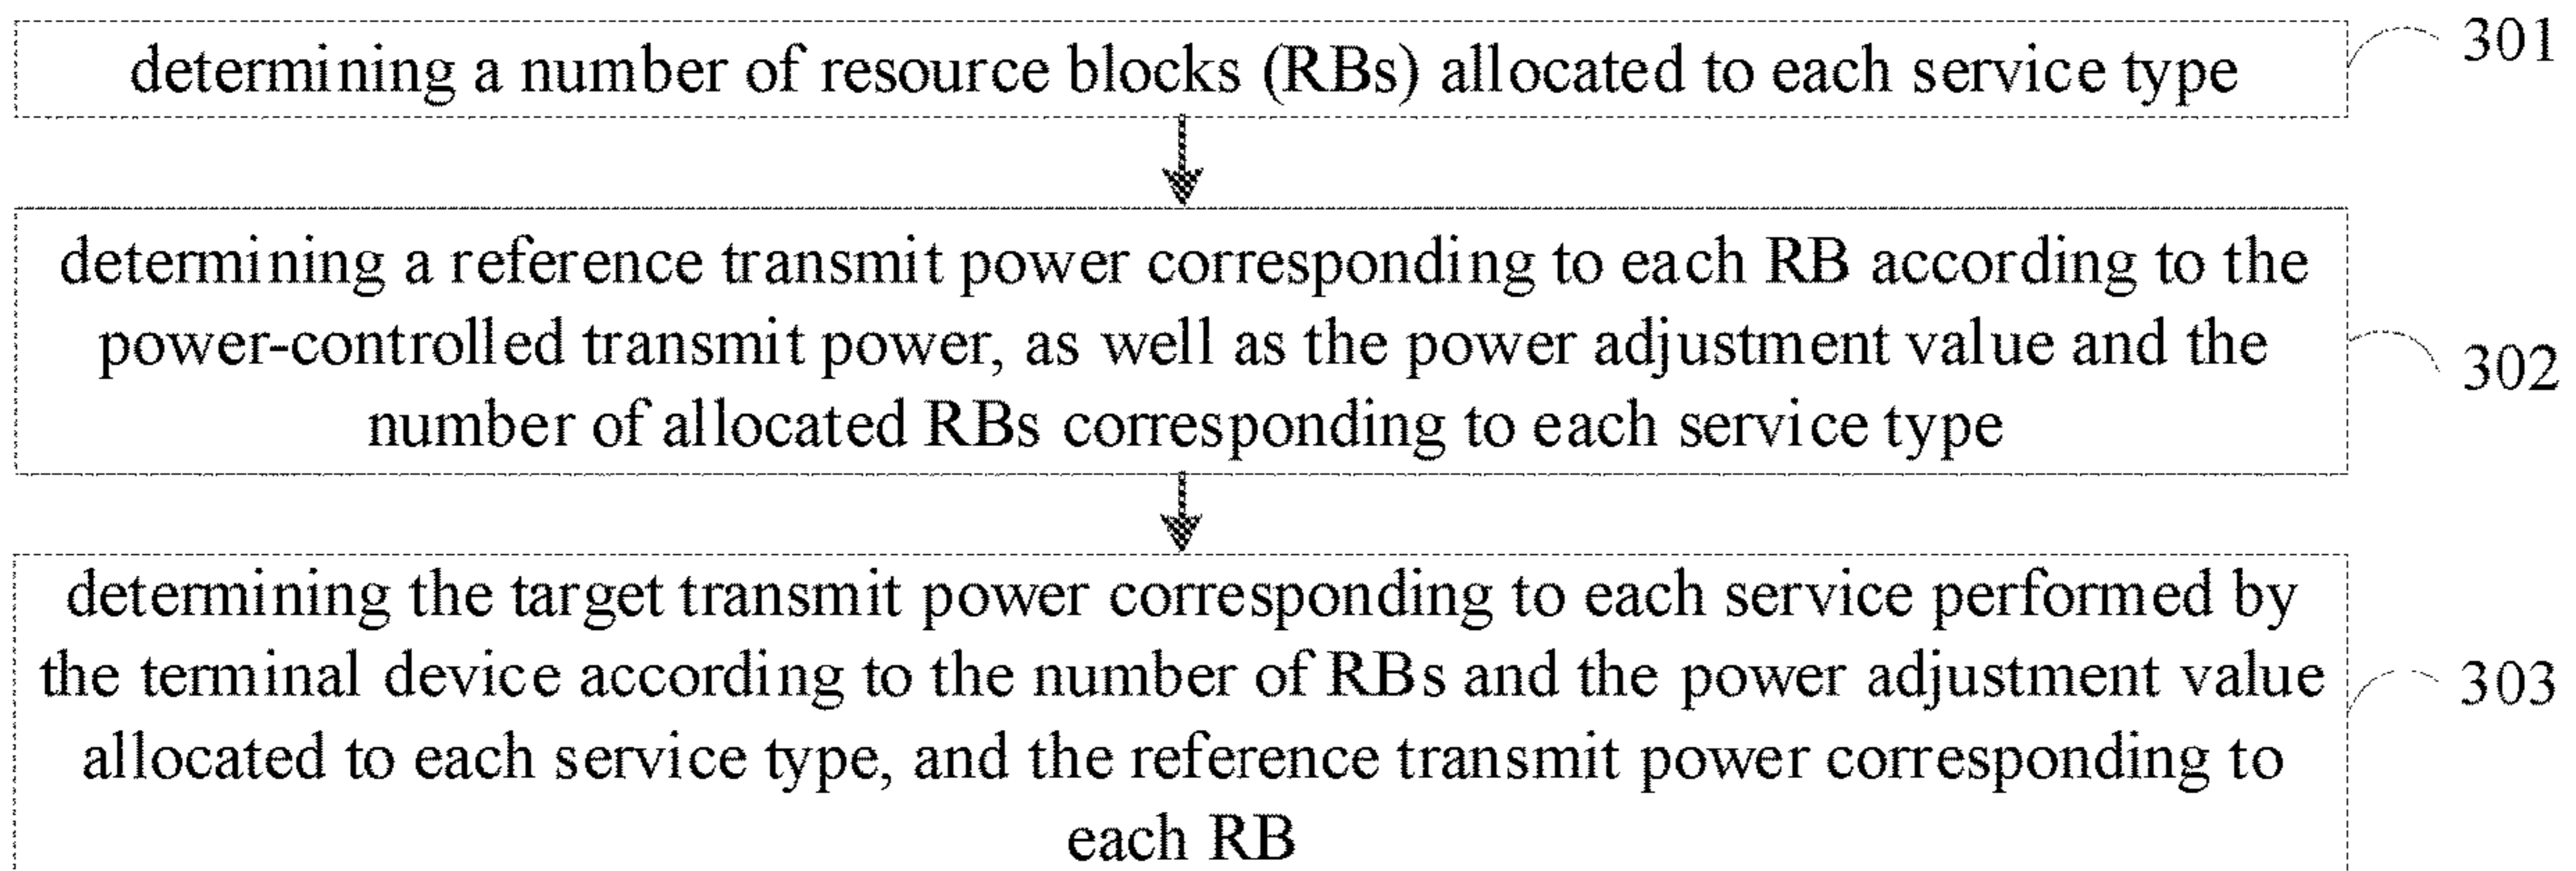 determining a number of resource blocks (RBs) allocated to each service type
301
determining a reference transmit power corresponding to each RB according to the
power-controlled transmit power, as well as the power adjustment value and the
number of allocated RBs corresponding to each service type
302
determining the target transmit power corresponding to each service performed by
the terminal device according to the number of RBs and the power adjustment value
allocated to each service type, and the reference transmit power corresponding to
each RB
303